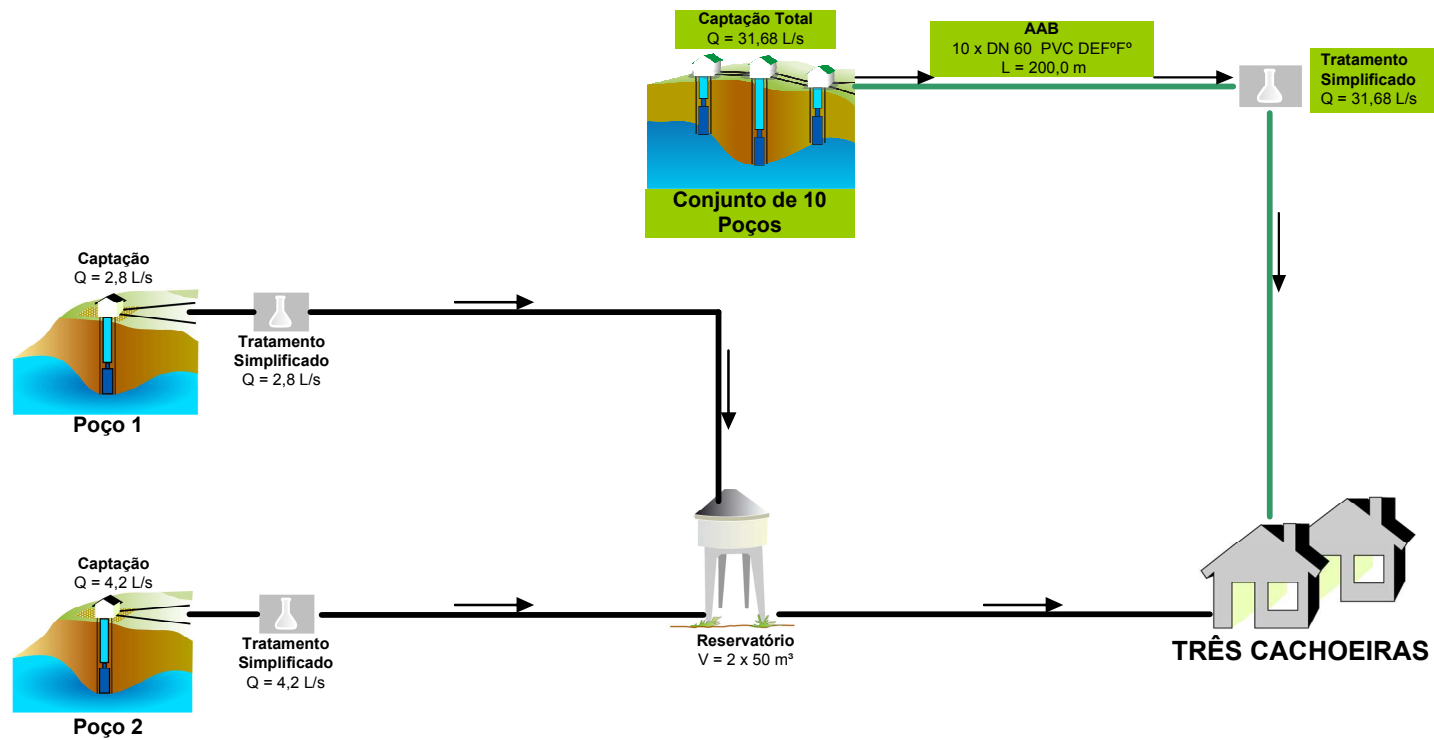 Captação Total
Q = 31,68 L/s
AAB
10 x DN 60 PVC DEFºFº
L = 200,0 m
Tratamento
Simplificado
Q = 31,68 L/s
Conjunto de 10
Poços
Captação
Q = 2,8 L/s
Tratamento
Simplificado
Q = 2,8 L/s
Poço 1
Captação
Q = 4,2 L/s
Tratamento
Simplificado
Q = 4,2 L/s
Poço 2
Reservatório
V = 2 x 50 m³
TRÊS CACHOEIRAS